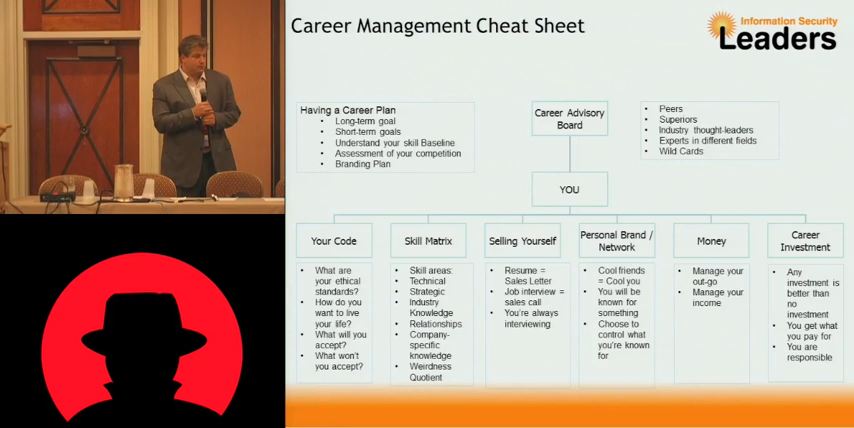 Career Management Cheat Sheet
Information Security
Leaders
Having a Career Plan
• Long-term goal
• Short-term goals
• Understand your skill Baseline
• Assessment of your competition
• Branding Plan
Career Advisory
Board
• Peers
• Superiors
• Industry thought-leaders
• Experts in different fields
• Wild Cards
YOU
Your Code
• What are
your ethical
standards?
• How do you
want to live
your life?
• What will you
accept?
• What won't
you accept?
Skill Matrix
• Skill areas:
• Technical
• Strategic
• Industry
Knowledge
• Relationships
• Company-
specific
knowledge
• Weirdness
Quotient
Selling Yourself
• Resume =
Sales Letter
• Job interview =
sales call
• You're always
interviewing
Personal Brand /
Network
• Cool friends
= Cool you
• You will be
known for
something
• Choose to
control what
you're known
for
Money
• Manage your
out-go
• Manage your
income
Career
Investment
• Any
investment is
better than
no
investment
• You get what
you pay for
• You are
responsible